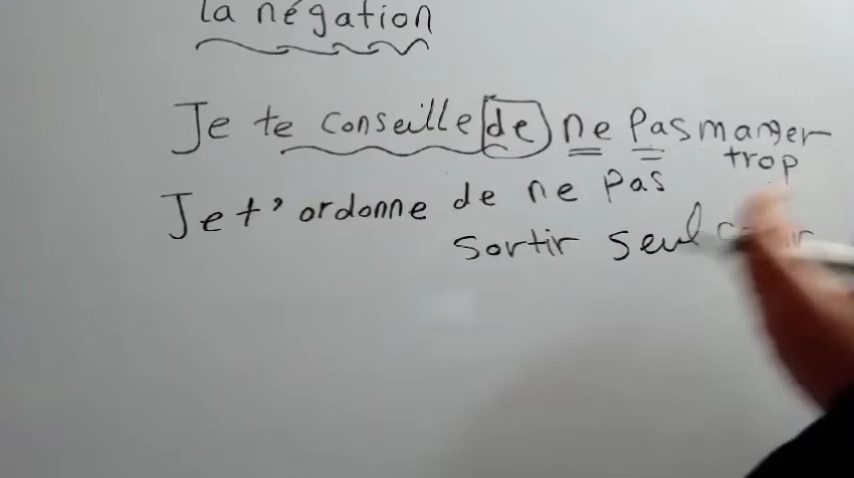 la négation
Je te conseille de ne pas manger
trop
Je t'ordonne de ne pas
sortir seul